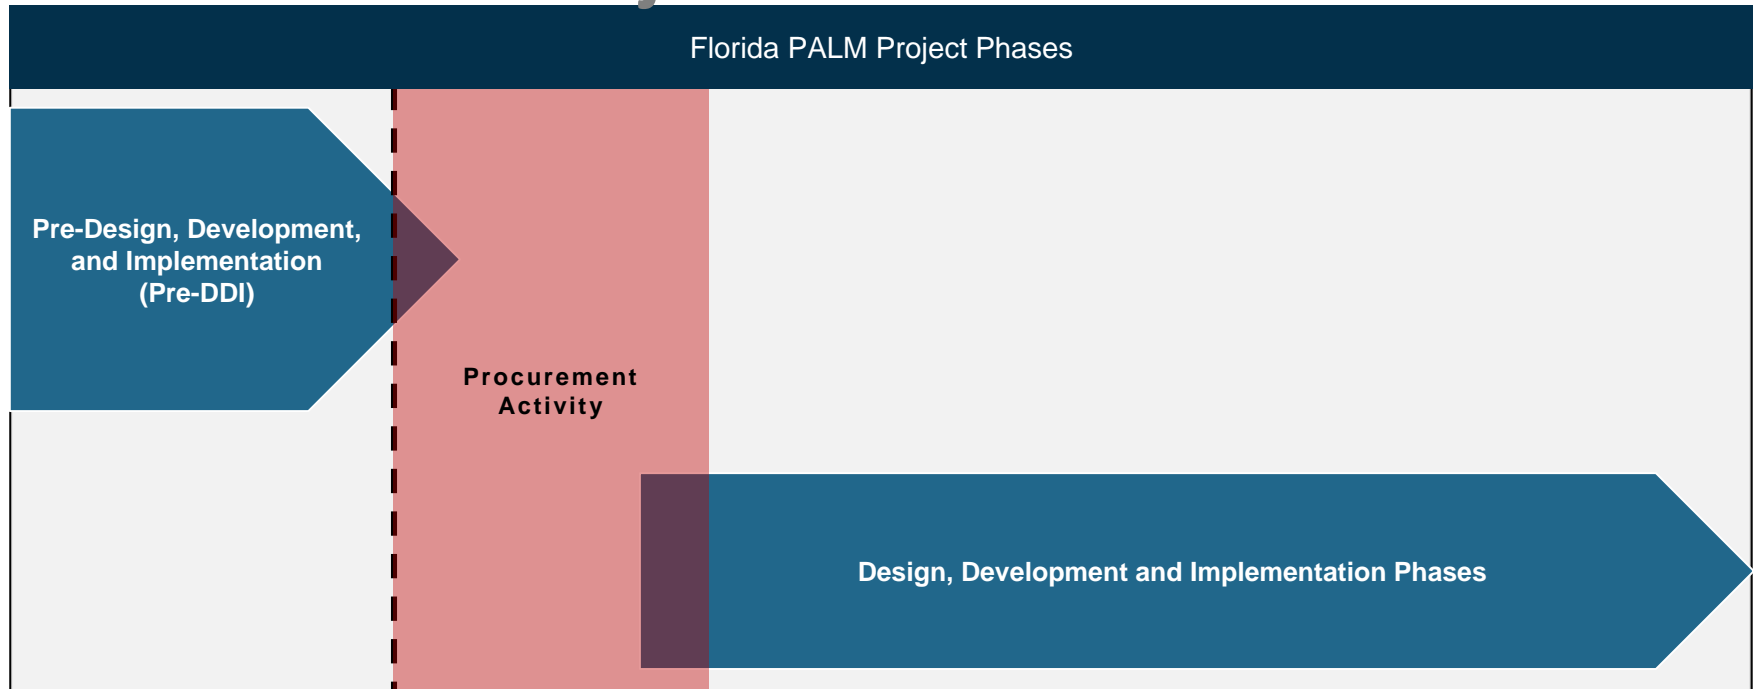 Florida PALM Project Phases
Pre-Design, Development,
and Implementation
(Pre-DDI)
Procurement
Activity
Design, Development and Implementation Phases